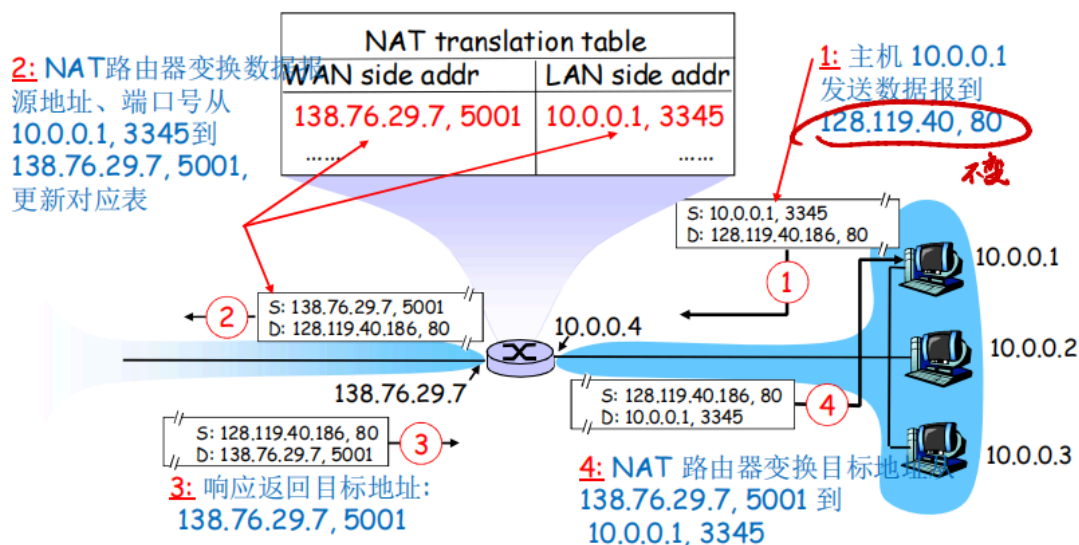 NAT translation table
WAN side addr LAN side addr
138.76.29.7, 5001 10.0.0.1, 3345
…… ……
2: NAT路由器变换数据报
源地址、端口号从
10.0.0.1, 3345到
138.76.29.7, 5001,
更新对应表
1: 主机 10.0.0.1
发送数据报到
128.119.40, 80
不变
S: 10.0.0.1, 3345
D: 128.119.40.186, 80
1
10.0.0.1
S: 138.76.29.7, 5001
D: 128.119.40.186, 80
2
10.0.0.4
10.0.0.2
138.76.29.7
S: 128.119.40.186, 80
D: 10.0.0.1, 3345
4
S: 128.119.40.186, 80
D: 138.76.29.7, 5001
3
10.0.0.3
3: 响应返回目标地址:
138.76.29.7, 5001
4: NAT 路由器变换目标地址从
138.76.29.7, 5001 到
10.0.0.1, 3345